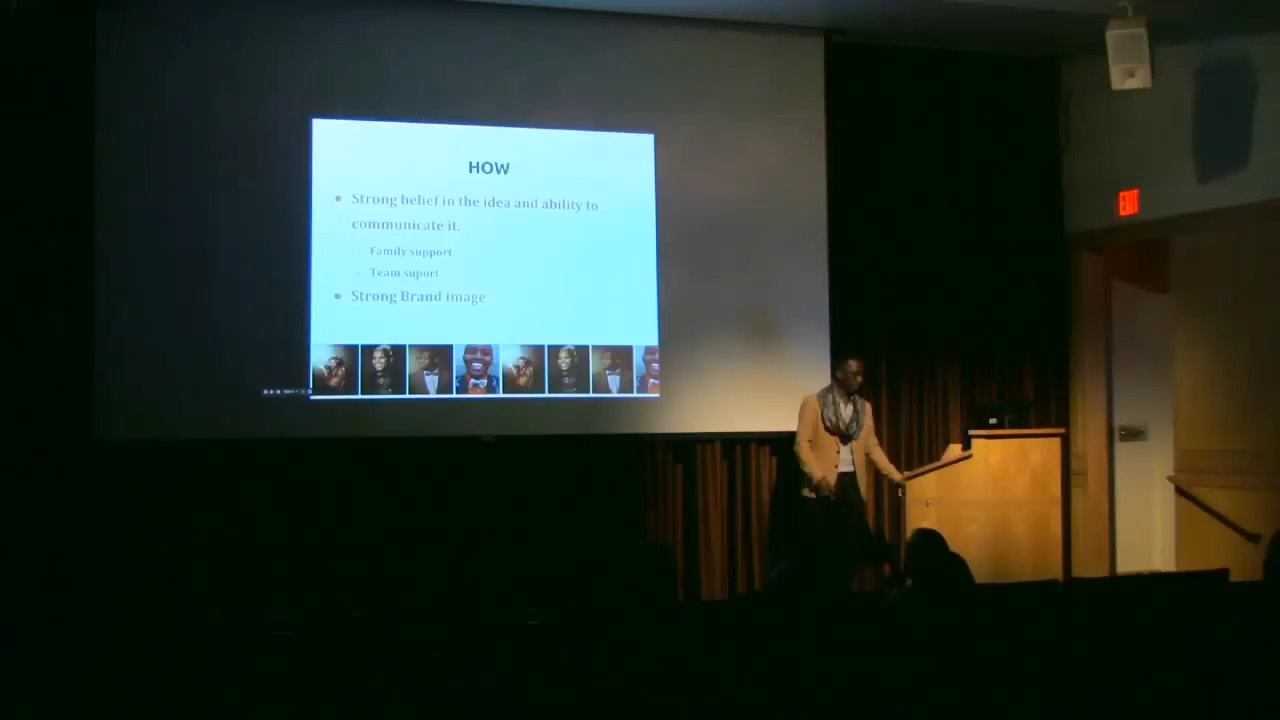 HOW
Strong belief in the idea and ability to
communicate it.
Family support
Team suport
Strong Brand image
EXIT